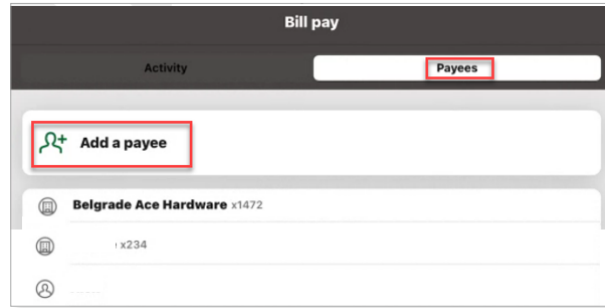 Bill pay
Activity Payees
Add a payee
Belgrade Ace Hardware x1472
x234